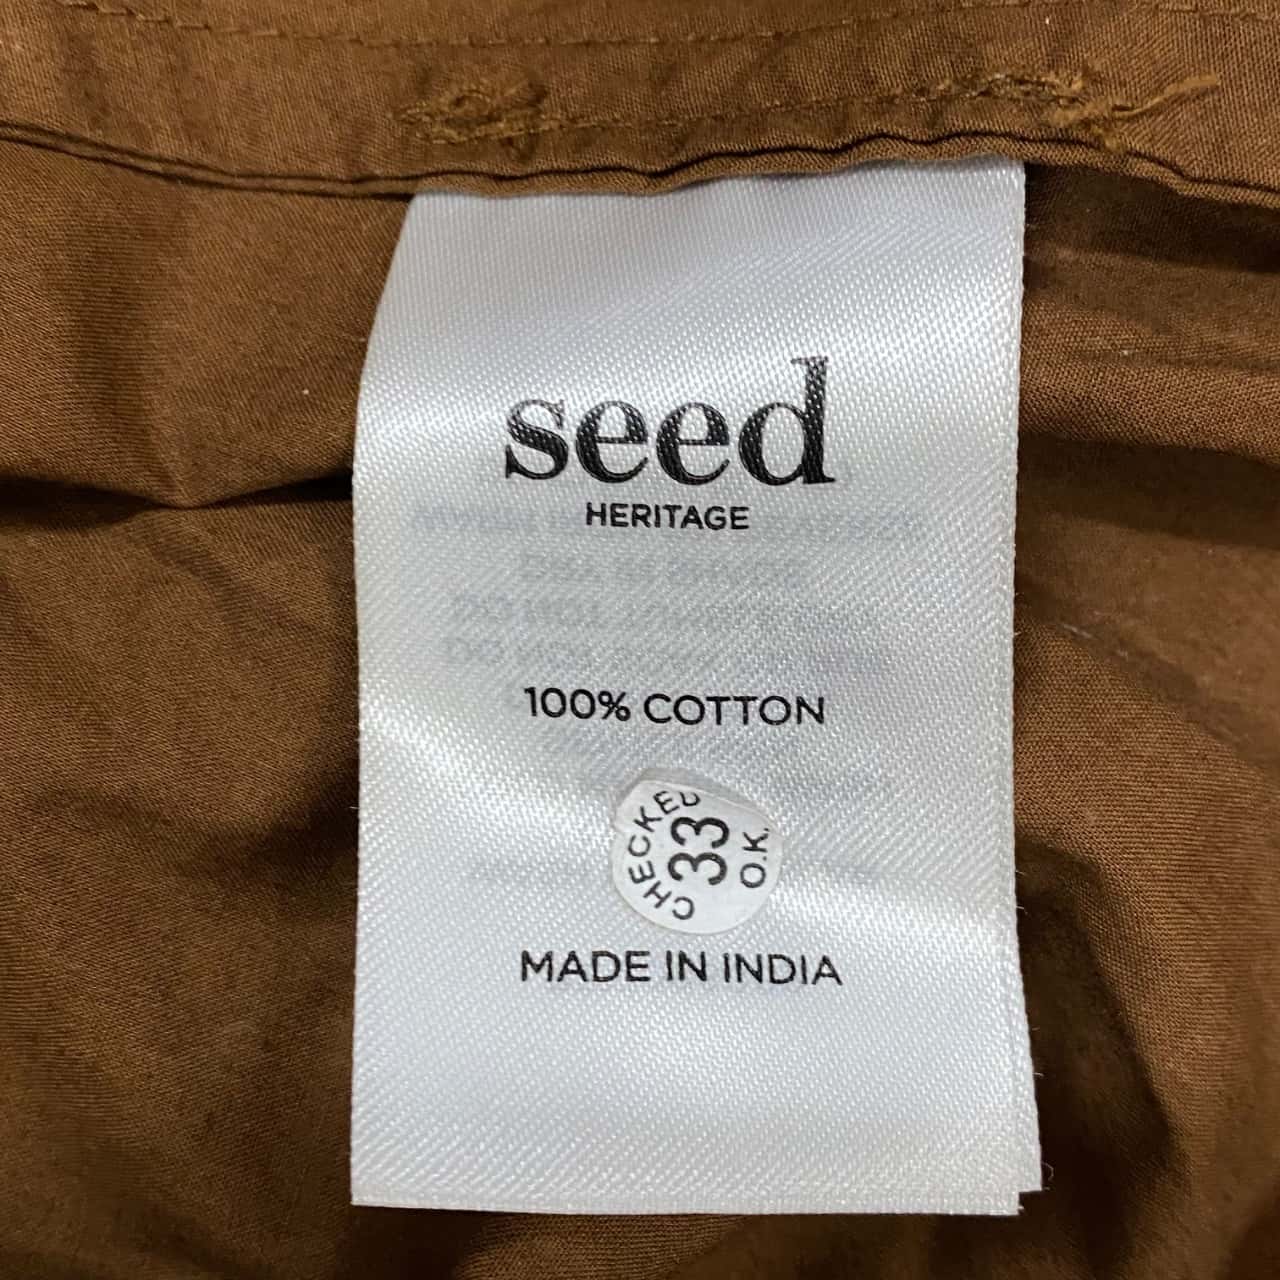 seed
HERITAGE
100% COTTON
CHECKED
33
O.K.
MADE IN INDIA